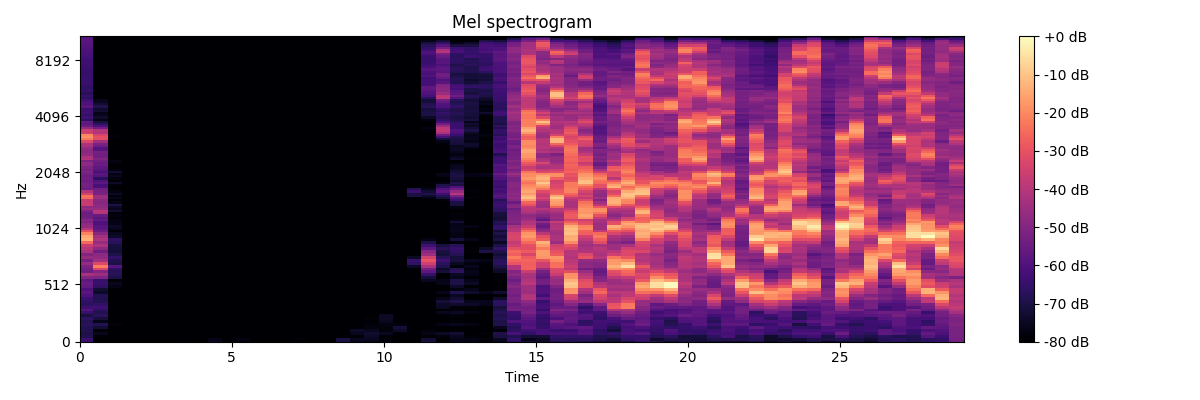 Mel spectrogram
Hz
8192
4096
2048
1024
512
0
0 5 10 15 20 25
Time
+0 dB
-10 dB
-20 dB
-30 dB
-40 dB
-50 dB
-60 dB
-70 dB
-80 dB